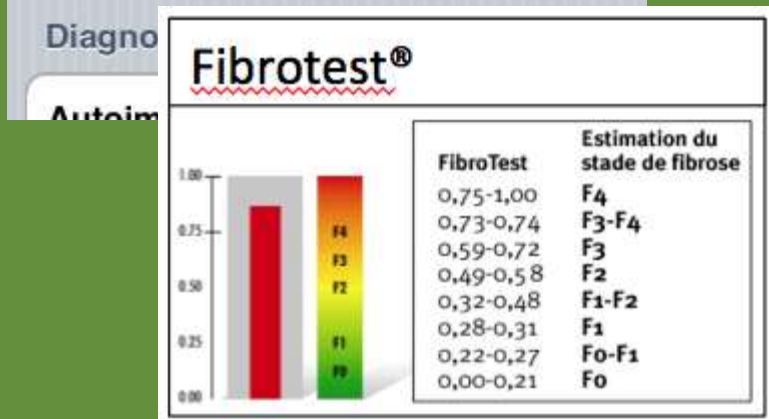 Diagno
Autoim
Fibrotest®
FibroTest
Estimation du
stade de fibrose
0,75-1,00 F4
0,73-0,74 F3-F4
0,59-0,72 F3
0,49-0,58 F2
0,32-0,48 F1-F2
0,28-0,31 F1
0,22-0,27 F0-F1
0,00-0,21 F0
1.00
0.75
0.50
0.25
0.00
F4
F3
F2
F1
F0